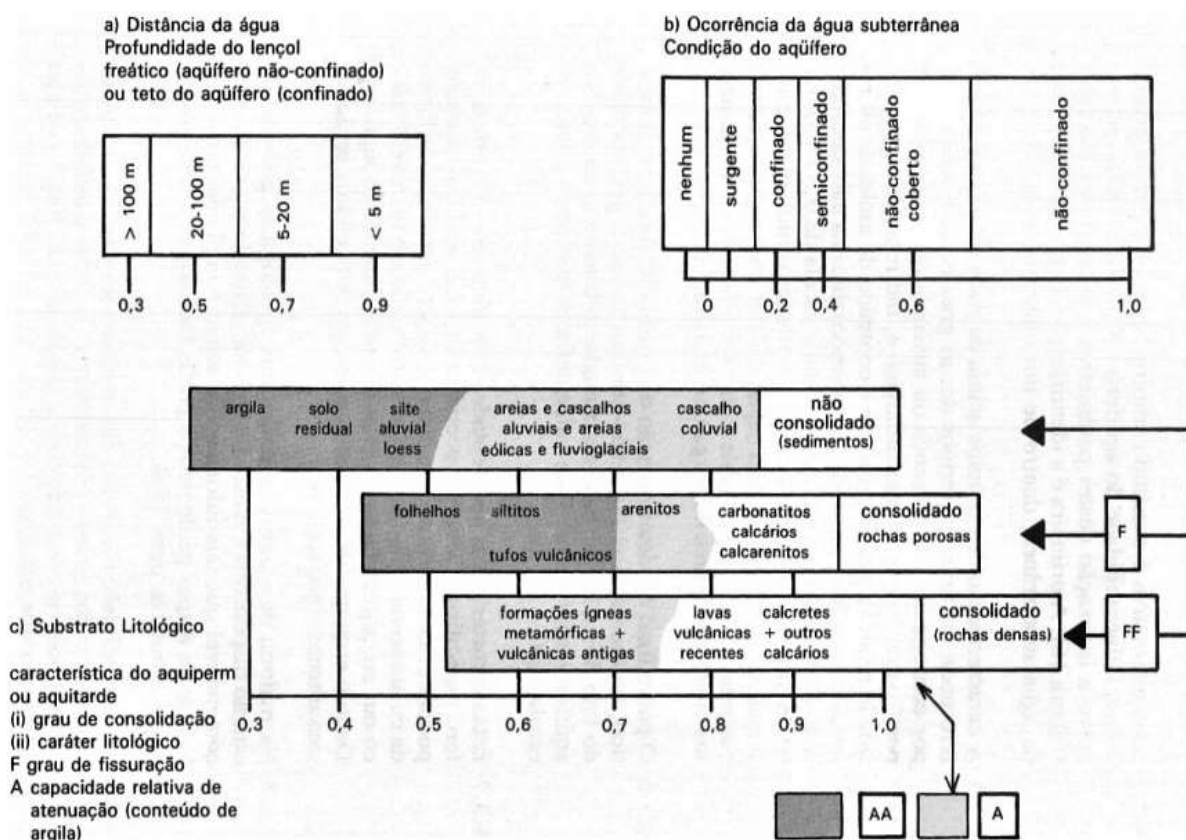 a) Distância da água
Profundidade do lençol
freático (aqüífero não-confinado)
ou teto do aqüífero (confinado)
> 100 m
20-100 m
5-20 m
< 5 m
0,3
0,5
0,7
0,9
b) Ocorrência da água subterrânea
Condição do aqüífero
nenhum
surgente
confinado
semiconfinado
não-confinado
coberto
não-confinado
0
0,2
0,4
0,6
1,0
argila
solo
residual
silte
aluvial
loess
areias e cascalhos
aluviais e areias
eólicas e fluvioglaciais
cascalho
coluvial
não
consolidado
(sedimentos)
folhelhos
siltitos
arenitos
tufos vulcânicos
carbonatitos
calcários
calcarenitos
consolidado
rochas porosas
F
formações ígneas
metamórficas +
vulcânicas antigas
lavas
vulcânicas
recentes
calcretes
+ outros
calcários
consolidado
(rochas densas)
FF
0,3
0,4
0,5
0,6
0,7
0,8
0,9
1,0
c) Substrato Litológico
característica do aquiperm
ou aquitarde
(i) grau de consolidação
(ii) caráter litológico
F grau de fissuração
A capacidade relativa de
atenuação (conteúdo de
argila)
AA
A